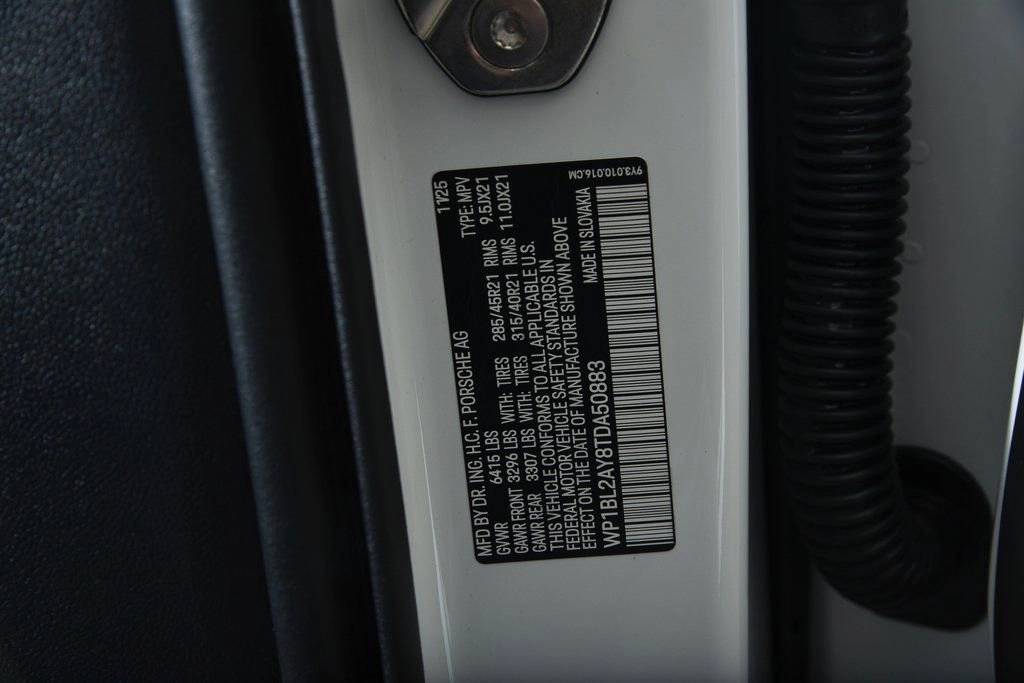 11/25
MFD BY DR. ING. H.C. F. PORSCHE AG
GVWR 6415 LBS TYPE: MPV
GAWR FRONT 3296 LBS WITH: TIRES 285/45R21 RIMS 9.5JX21
GAWR REAR 3307 LBS WITH: TIRES 315/40R21 RIMS 11.0JX21
THIS VEHICLE CONFORMS TO ALL APPLICABLE U.S.
FEDERAL MOTOR VEHICLE SAFETY STANDARDS IN
EFFECT ON THE DATE OF MANUFACTURE SHOWN ABOVE
WP1BL2AY8TDA50883 MADE IN SLOVAKIA
9Y3.010.016.CM